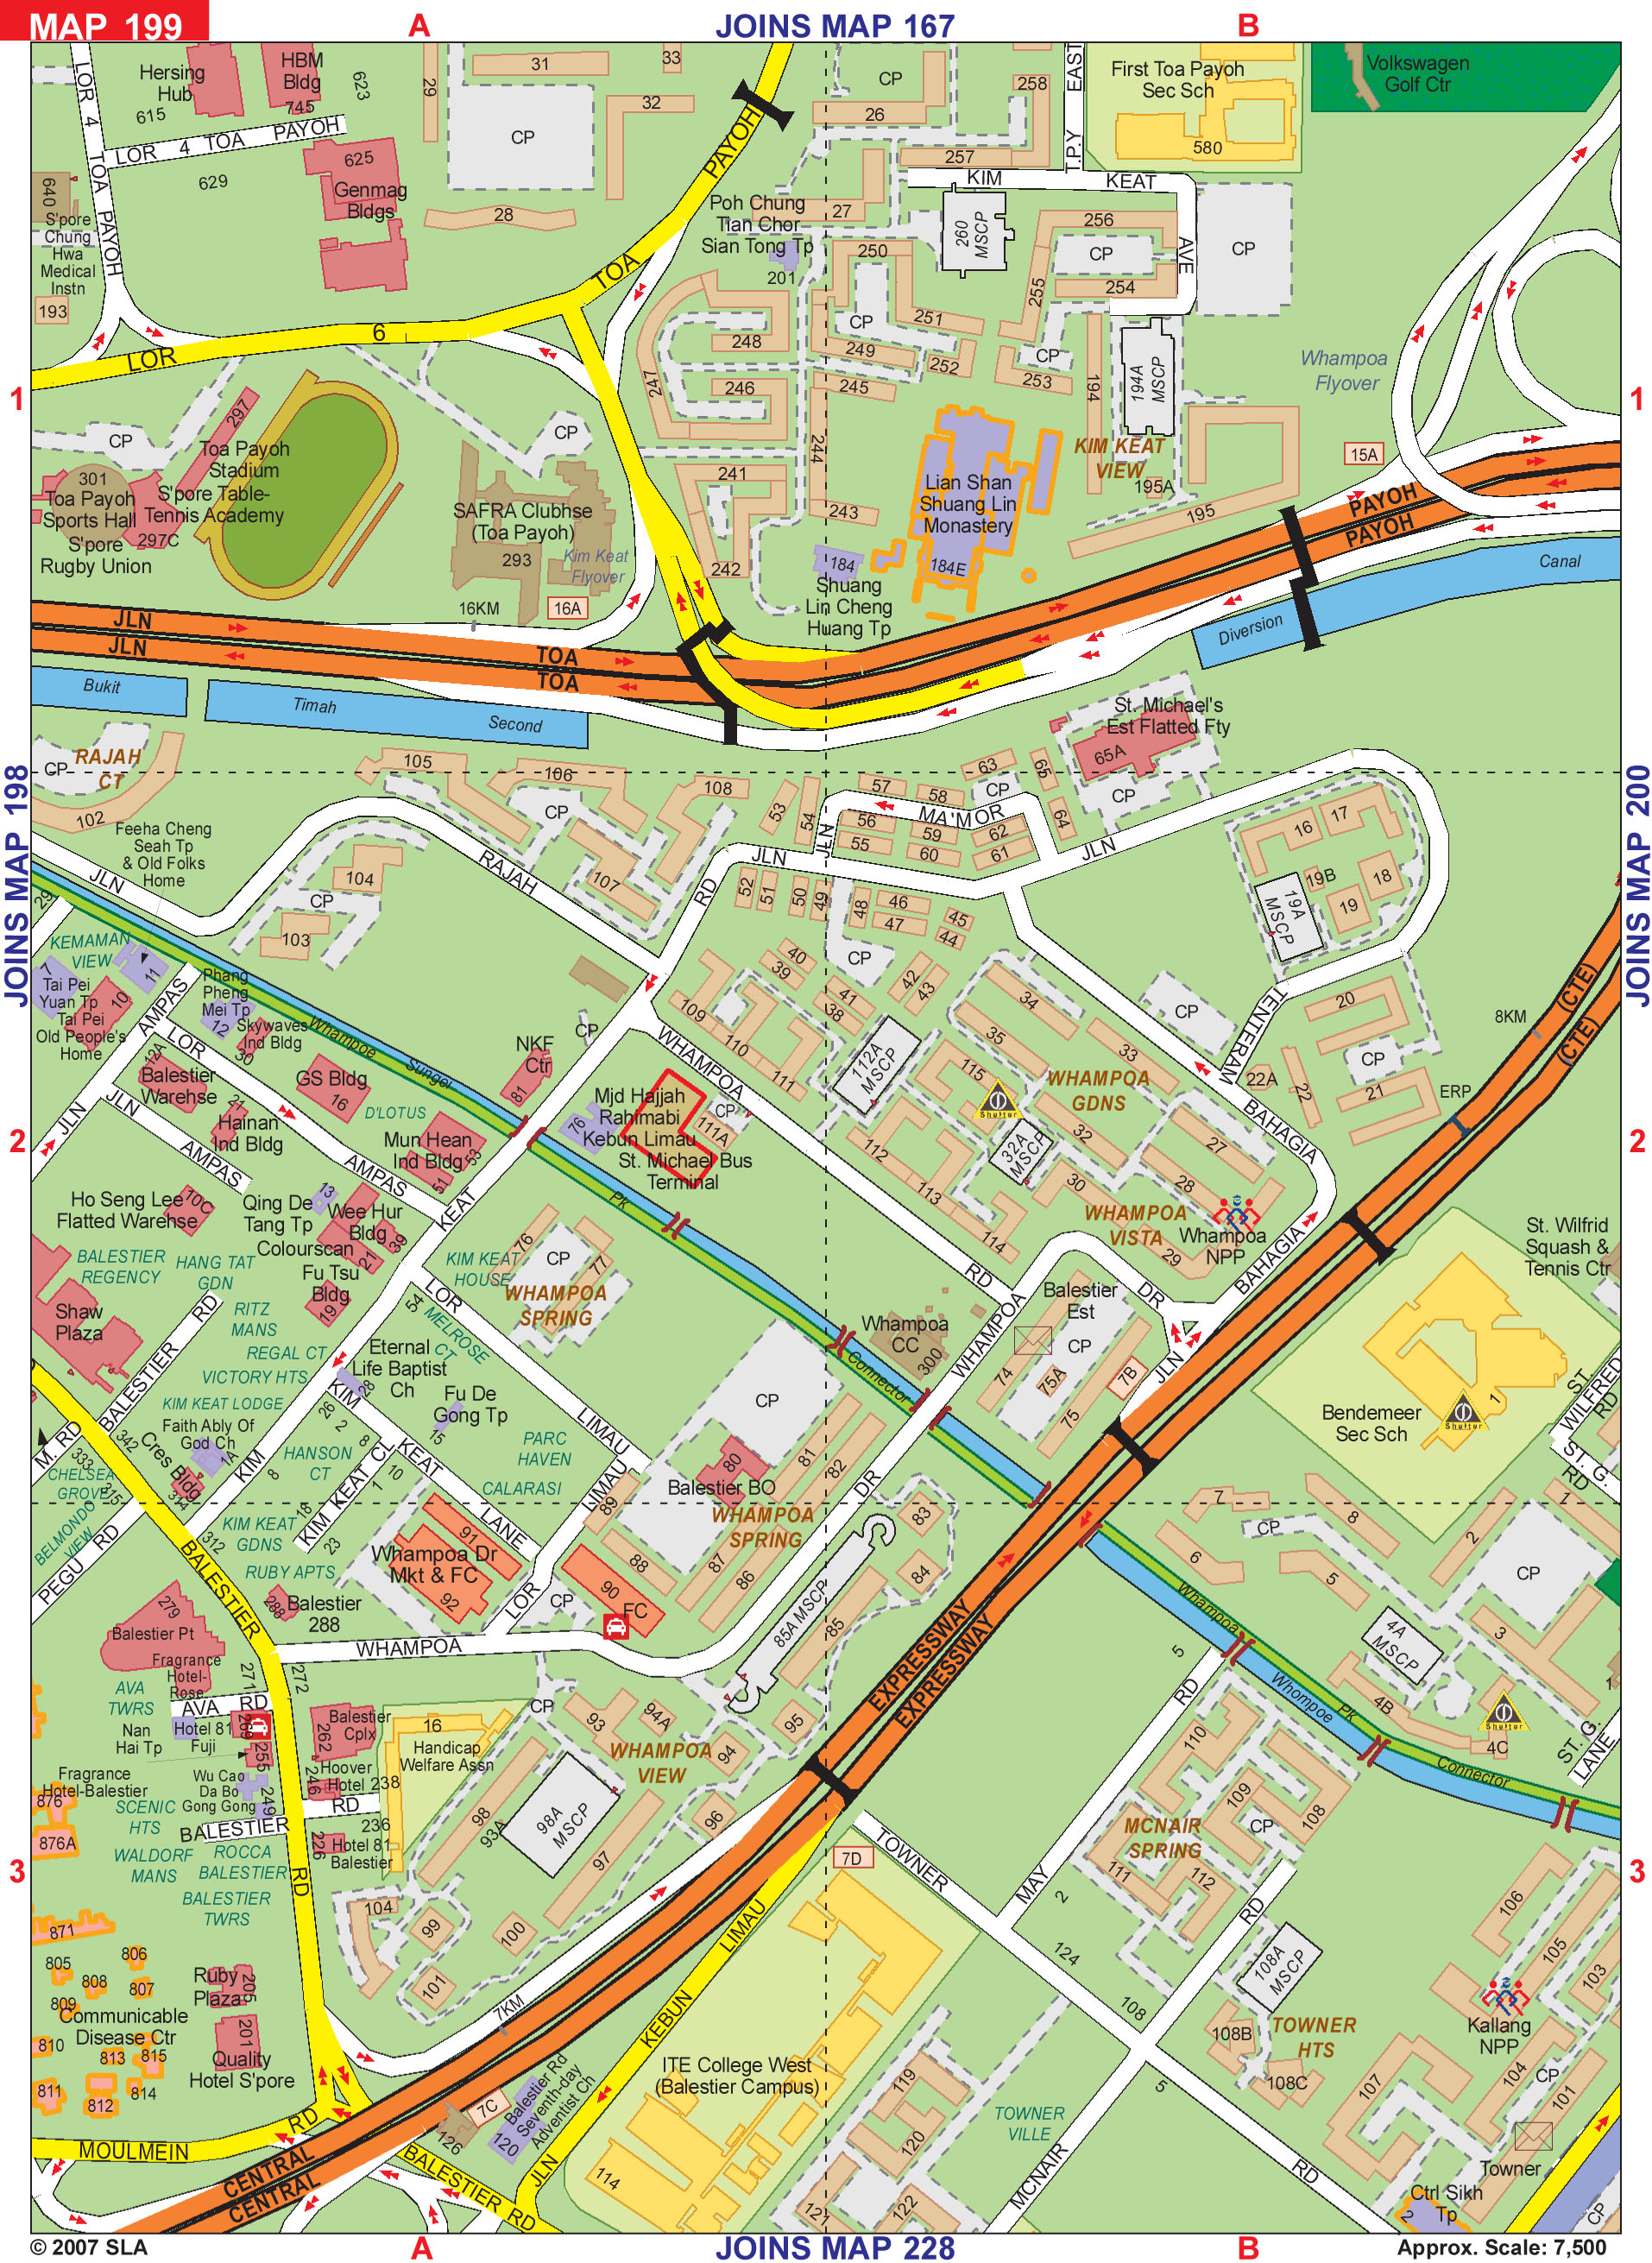 MAP 199
A
JOINS MAP 167
B
LOR 4 TOA PAYOH
Hersing
Hub
615
HBM
Bldg
745
623
29
31
33
32
CP
LOR 4 TOA PAYOH
629
625
Genmag
Bldgs
28
640
S'pore
Chung
Hwa
Medical
Instn
193
LOR 6 TOA PAYOH
CP
26
258
257
T.P.Y EAST
First Toa Payoh
Sec Sch
580
Volkswagen
Golf Ctr
KIM KEAT AVE
Poh Chung
Tian Chor
Sian Tong Tp
201
27
260
MSCP
256
CP
254
255
CP
250
CP
251
249
252
CP
253
248
247
246
245
194
194A
MSCP
Whampoa
Flyover
1
1
CP
297
Toa Payoh
Stadium
301
Toa Payoh
Sports Hall
S'pore Table-
Tennis Academy
297C
S'pore
Rugby Union
CP
SAFRA Clubhse
(Toa Payoh)
293
Kim Keat
Flyover
16KM
16A
241
244
243
242
184
Shuang
Lin Cheng
Huang Tp
Lian Shan
Shuang Lin
Monastery
184E
KIM KEAT
VIEW
195A
195
15A
JLN TOA PAYOH
JLN TOA PAYOH
Bukit Timah Second Diversion Canal
JOINS MAP 198
JOINS MAP 200
RAJAH
CT
CP
102
105
106
CP
108
107
53
54
57
58
63
CP
65
64
St. Michael's
Est Flatted Fty
65A
CP
JLN MA'MOR
56
59
62
55
60
61
JLN
JLN
Feeha Cheng
Seah Tp
& Old Folks
Home
JLN RAJAH RD
104
CP
103
52
51
50
49
48
46
47
45
44
CP
40
39
41
38
42
43
16
17
19B
18
19
19A
MSCP
29
KEMAMAN
VIEW
7
Tai Pei
Yuan Tp
Tai Pei
Old People's
Home
10
11
Phang
Pheng
Mei Tp
12
Skywaves
Ind Bldg
30
JLN AMPAS
LOR AMPAS
JLN AMPAS
12A
Balestier
Warehse
GS Bldg
16
D'LOTUS
21
Hainan
Ind Bldg
Mun Hean
Ind Bldg
53
51
Whampoe Sungei
NKF
Ctr
81
CP
109
110
111
WHAMPOA RD
Mjd Hajjah
Rahimabi
Kebun Limau
76
CP
111A
St. Michael Bus
Terminal
112A
MSCP
34
35
33
115
Shelter
WHAMPOA
GDNS
32A
MSCP
32
30
112
113
114
CP
TENTERAM
20
CP
21
22
22A
BAHAGIA
27
28
Whampoa
NPP
WHAMPOA
VISTA
29
8KM
ERP
(CTE)
(CTE)
2
2
Ho Seng Lee
Flatted Warehse
10C
Qing De
Tang Tp
13
Wee Hur
Bldg
39
Colourscan
21
Fu Tsu
Bldg
19
BALESTIER
REGENCY
HANG TAT
GDN
RITZ
MANS
REGAL CT
VICTORY HTS
KIM KEAT LODGE
Shaw
Plaza
BALESTIER RD
KIM KEAT
54
KIM KEAT
HOUSE
76
CP
77
WHAMPOA
SPRING
Pk Connector
LOR LIMAU
MELROSE
CT
Eternal
Life Baptist
Ch
28
Fu De
Gong Tp
15
Whampoa
CC
300
WHAMPOA DR
Balestier
Est
CP
74
75A
75
7B
JLN BAHAGIA
St. Wilfrid
Squash &
Tennis Ctr
Bendemeer
Sec Sch
1
Shelter
ST. WILFRED RD
ST. G. RD
M. RD
333
CHELSEA
GROVE
315
BELMONDO
VIEW
PEGU RD
342
Cres Bldg
314
Faith Ably Of
God Ch
1A
26
2
8
HANSON
CT
8
KIM KEAT CL
18
1
10
23
312
KIM KEAT
GDNS
RUBY APTS
KIM KEAT LANE
PARC
HAVEN
CALARASI
CP
80
Balestier BO
81
82
WHAMPOA
SPRING
LIMAU
89
88
87
86
91
Whampoa Dr
Mkt & FC
92
90
FC
CP
LOR
83
84
85A MSCP
85
7
8
CP
6
5
1
2
CP
3
4A
MSCP
4B
4C
Shelter
Whampoa
Whompoe Pk Connector
ST. G. LANE
BALESTIER RD
279
Balestier Pt
288
Balestier
288
WHAMPOA
Fragrance
Hotel-
Rose
271
272
AVA
TWRS
AVA RD
Nan
Hai Tp
Hotel 81
Fuji
269
255
262
Balestier
Cplx
16
Handicap
Welfare Assn
Fragrance
Hotel-Balestier
876
876A
Wu Cao
Da Bo
Gong Gong
249
246
Hoover
Hotel 238
SCENIC
HTS
BALESTIER RD
236
226
Hotel 81
Balestier
WALDORF
MANS
ROCCA
BALESTIER
BALESTIER
TWRS
CP
93
94A
95
94
96
WHAMPOA
VIEW
98
93A
98A
MSCP
97
104
99
100
101
EXPRESSWAY
EXPRESSWAY
7D
TOWNER RD
MAY RD
5
2
124
108
5
110
109
CP
108
MCNAIR
SPRING
111
112
RD
108A
MSCP
108B
108C
TOWNER
HTS
106
105
103
Kallang
NPP
107
104
CP
101
Towner
Ctrl Sikh
Tp
2
CP
3
3
871
805
806
808
807
809
Communicable
Disease Ctr
810
813
815
811
812
814
Ruby
Plaza
205
201
Quality
Hotel S'pore
7KM
MOULMEIN RD
CENTRAL
CENTRAL
7C
126
Balestier Rd
Seventh-day
Adventist Ch
120
BALESTIER RD
JLN KEBUN LIMAU
ITE College West
(Balestier Campus)
114
119
120
121
122
TOWNER
VILLE
MCNAIR
© 2007 SLA
A
JOINS MAP 228
B
Approx. Scale: 7,500